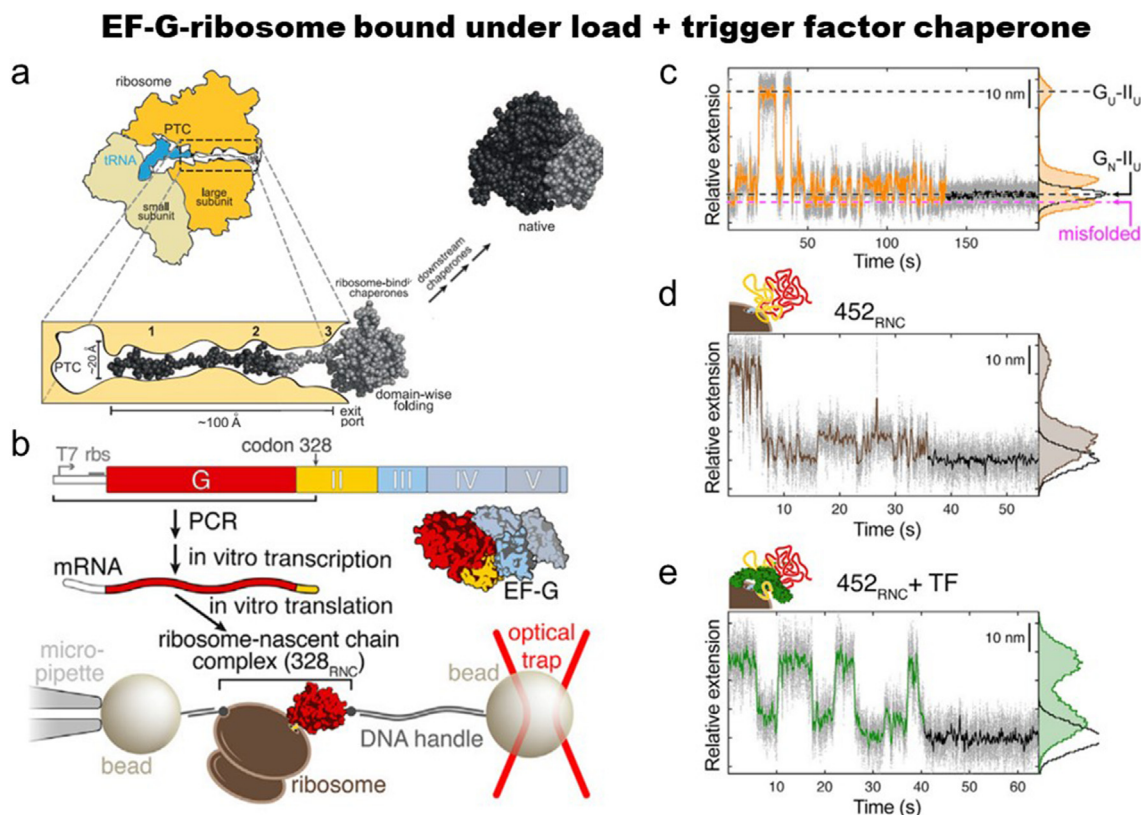 EF-G-ribosome bound under load + trigger factor chaperone
a
ribosome
PTC
tRNA
small
subunit
large
subunit
native
downstream
chaperones
ribosome-bind-
chaperones
1
2
3
PTC
~20 Å
domain-wise
folding
exit
port
~100 Å
b
codon 328
T7 rbs
G
II
III
IV
V
PCR
in vitro transcription
mRNA
in vitro translation
EF-G
ribosome-nascent chain
complex (328RNC)
optical
trap
micro-
pipette
bead
bead
DNA handle
ribosome
c
Relative extensio
10 nm
GU-IIU
GN-IIU
misfolded
50
100
150
Time (s)
d
452RNC
Relative extension
10 nm
10
20
30
40
50
Time (s)
e
452RNC+ TF
Relative extension
10 nm
10
20
30
40
50
60
Time (s)